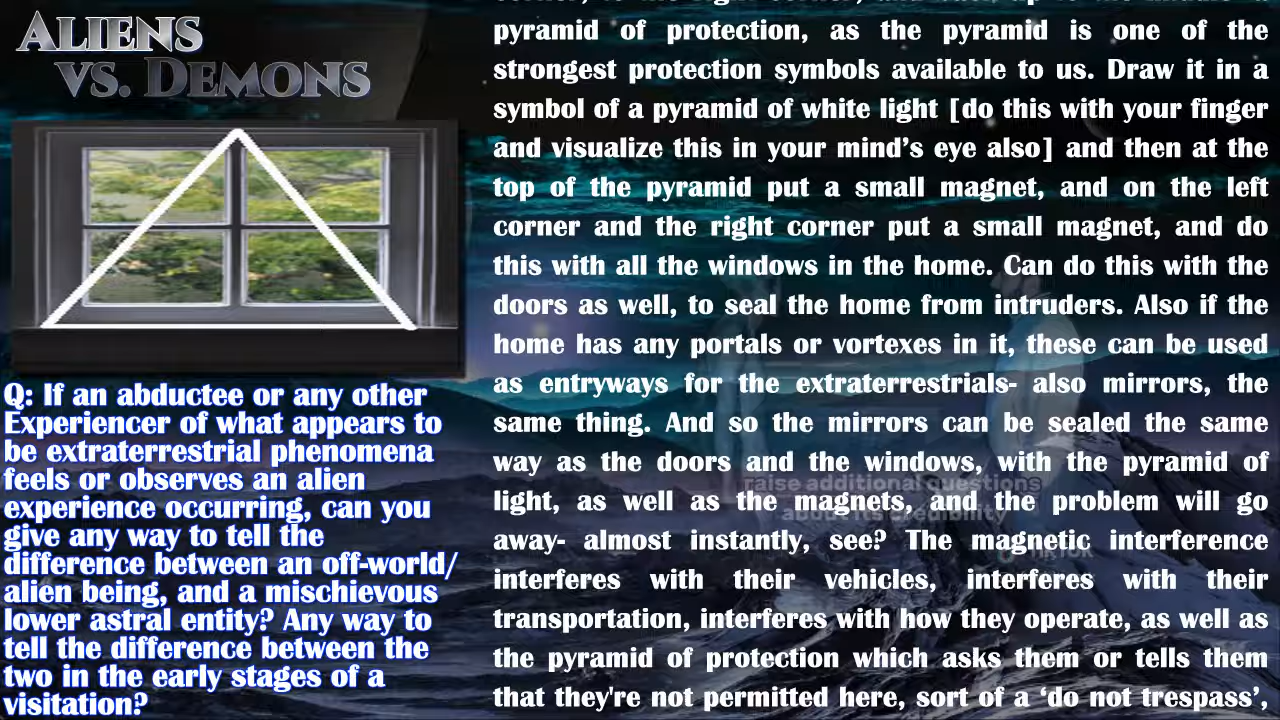 ALIENS
VS. DEMONS
Q: If an abductee or any other
Experiencer of what appears to
be extraterrestrial phenomena
feels or observes an alien
experience occurring, can you
give any way to tell the
difference between an off-world/
alien being, and a mischievous
lower astral entity? Any way to
tell the difference between the
two in the early stages of a
visitation?
pyramid of protection, as the pyramid is one of the
strongest protection symbols available to us. Draw it in a
symbol of a pyramid of white light [do this with your finger
and visualize this in your mind’s eye also] and then at the
top of the pyramid put a small magnet, and on the left
corner and the right corner put a small magnet, and do
this with all the windows in the home. Can do this with the
doors as well, to seal the home from intruders. Also if the
home has any portals or vortexes in it, these can be used
as entryways for the extraterrestrials- also mirrors, the
same thing. And so the mirrors can be sealed the same
way as the doors and the windows, with the pyramid of
light, as well as the magnets, and the problem will go
away- almost instantly, see? The magnetic interference
interferes with their vehicles, interferes with their
transportation, interferes with how they operate, as well as
the pyramid of protection which asks them or tells them
that they're not permitted here, sort of a ‘do not trespass’,
raise additional questions
about its credibility